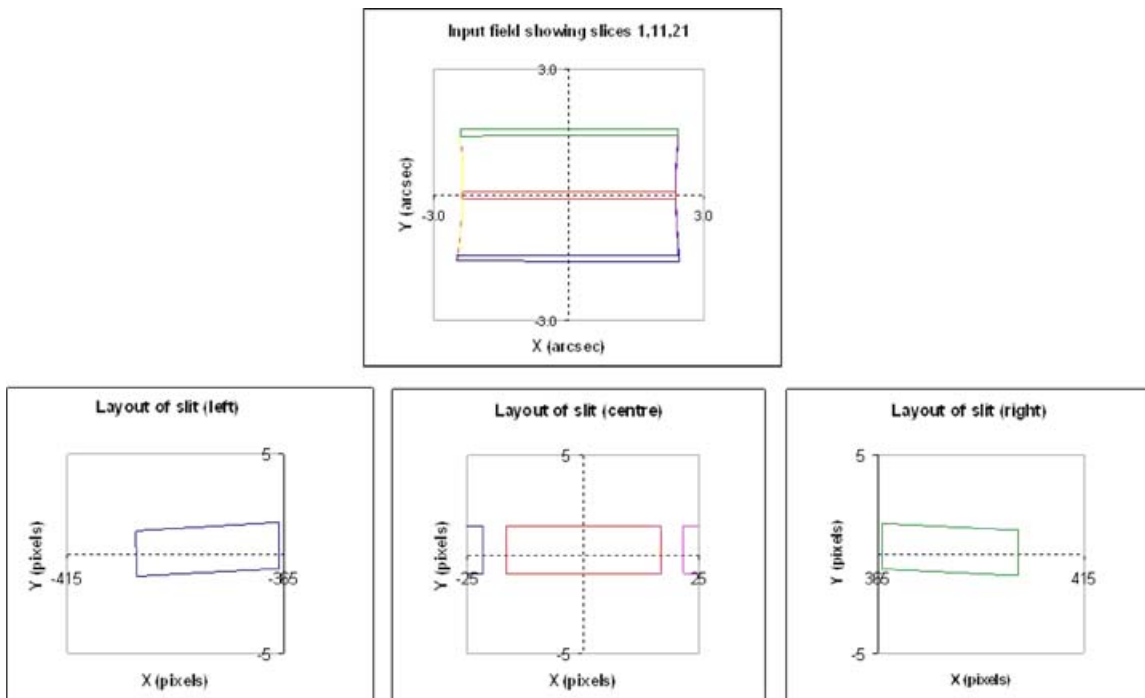 Input field showing slices 1,11,21
3.0
Y (arcsec)
-3.0
3.0
-3.0
X (arcsec)
Layout of slit (left)
5
Y (pixels)
-415
-365
-5
X (pixels)
Layout of slit (centre)
5
Y (pixels)
-25
25
-5
X (pixels)
Layout of slit (right)
5
Y (pixels)
365
415
-5
X (pixels)